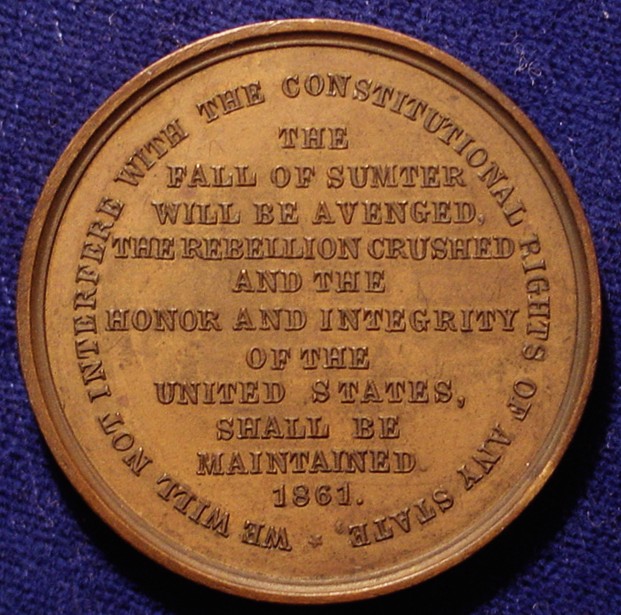 WE WILL NOT INTERFERE WITH THE CONSTITUTIONAL RIGHTS OF ANY STATE.
THE
FALL OF SUMTER
WILL BE AVENGED,
THE REBELLION CRUSHED
AND THE
HONOR AND INTEGRITY
OF THE
UNITED STATES,
SHALL BE
MAINTAINED
1861.